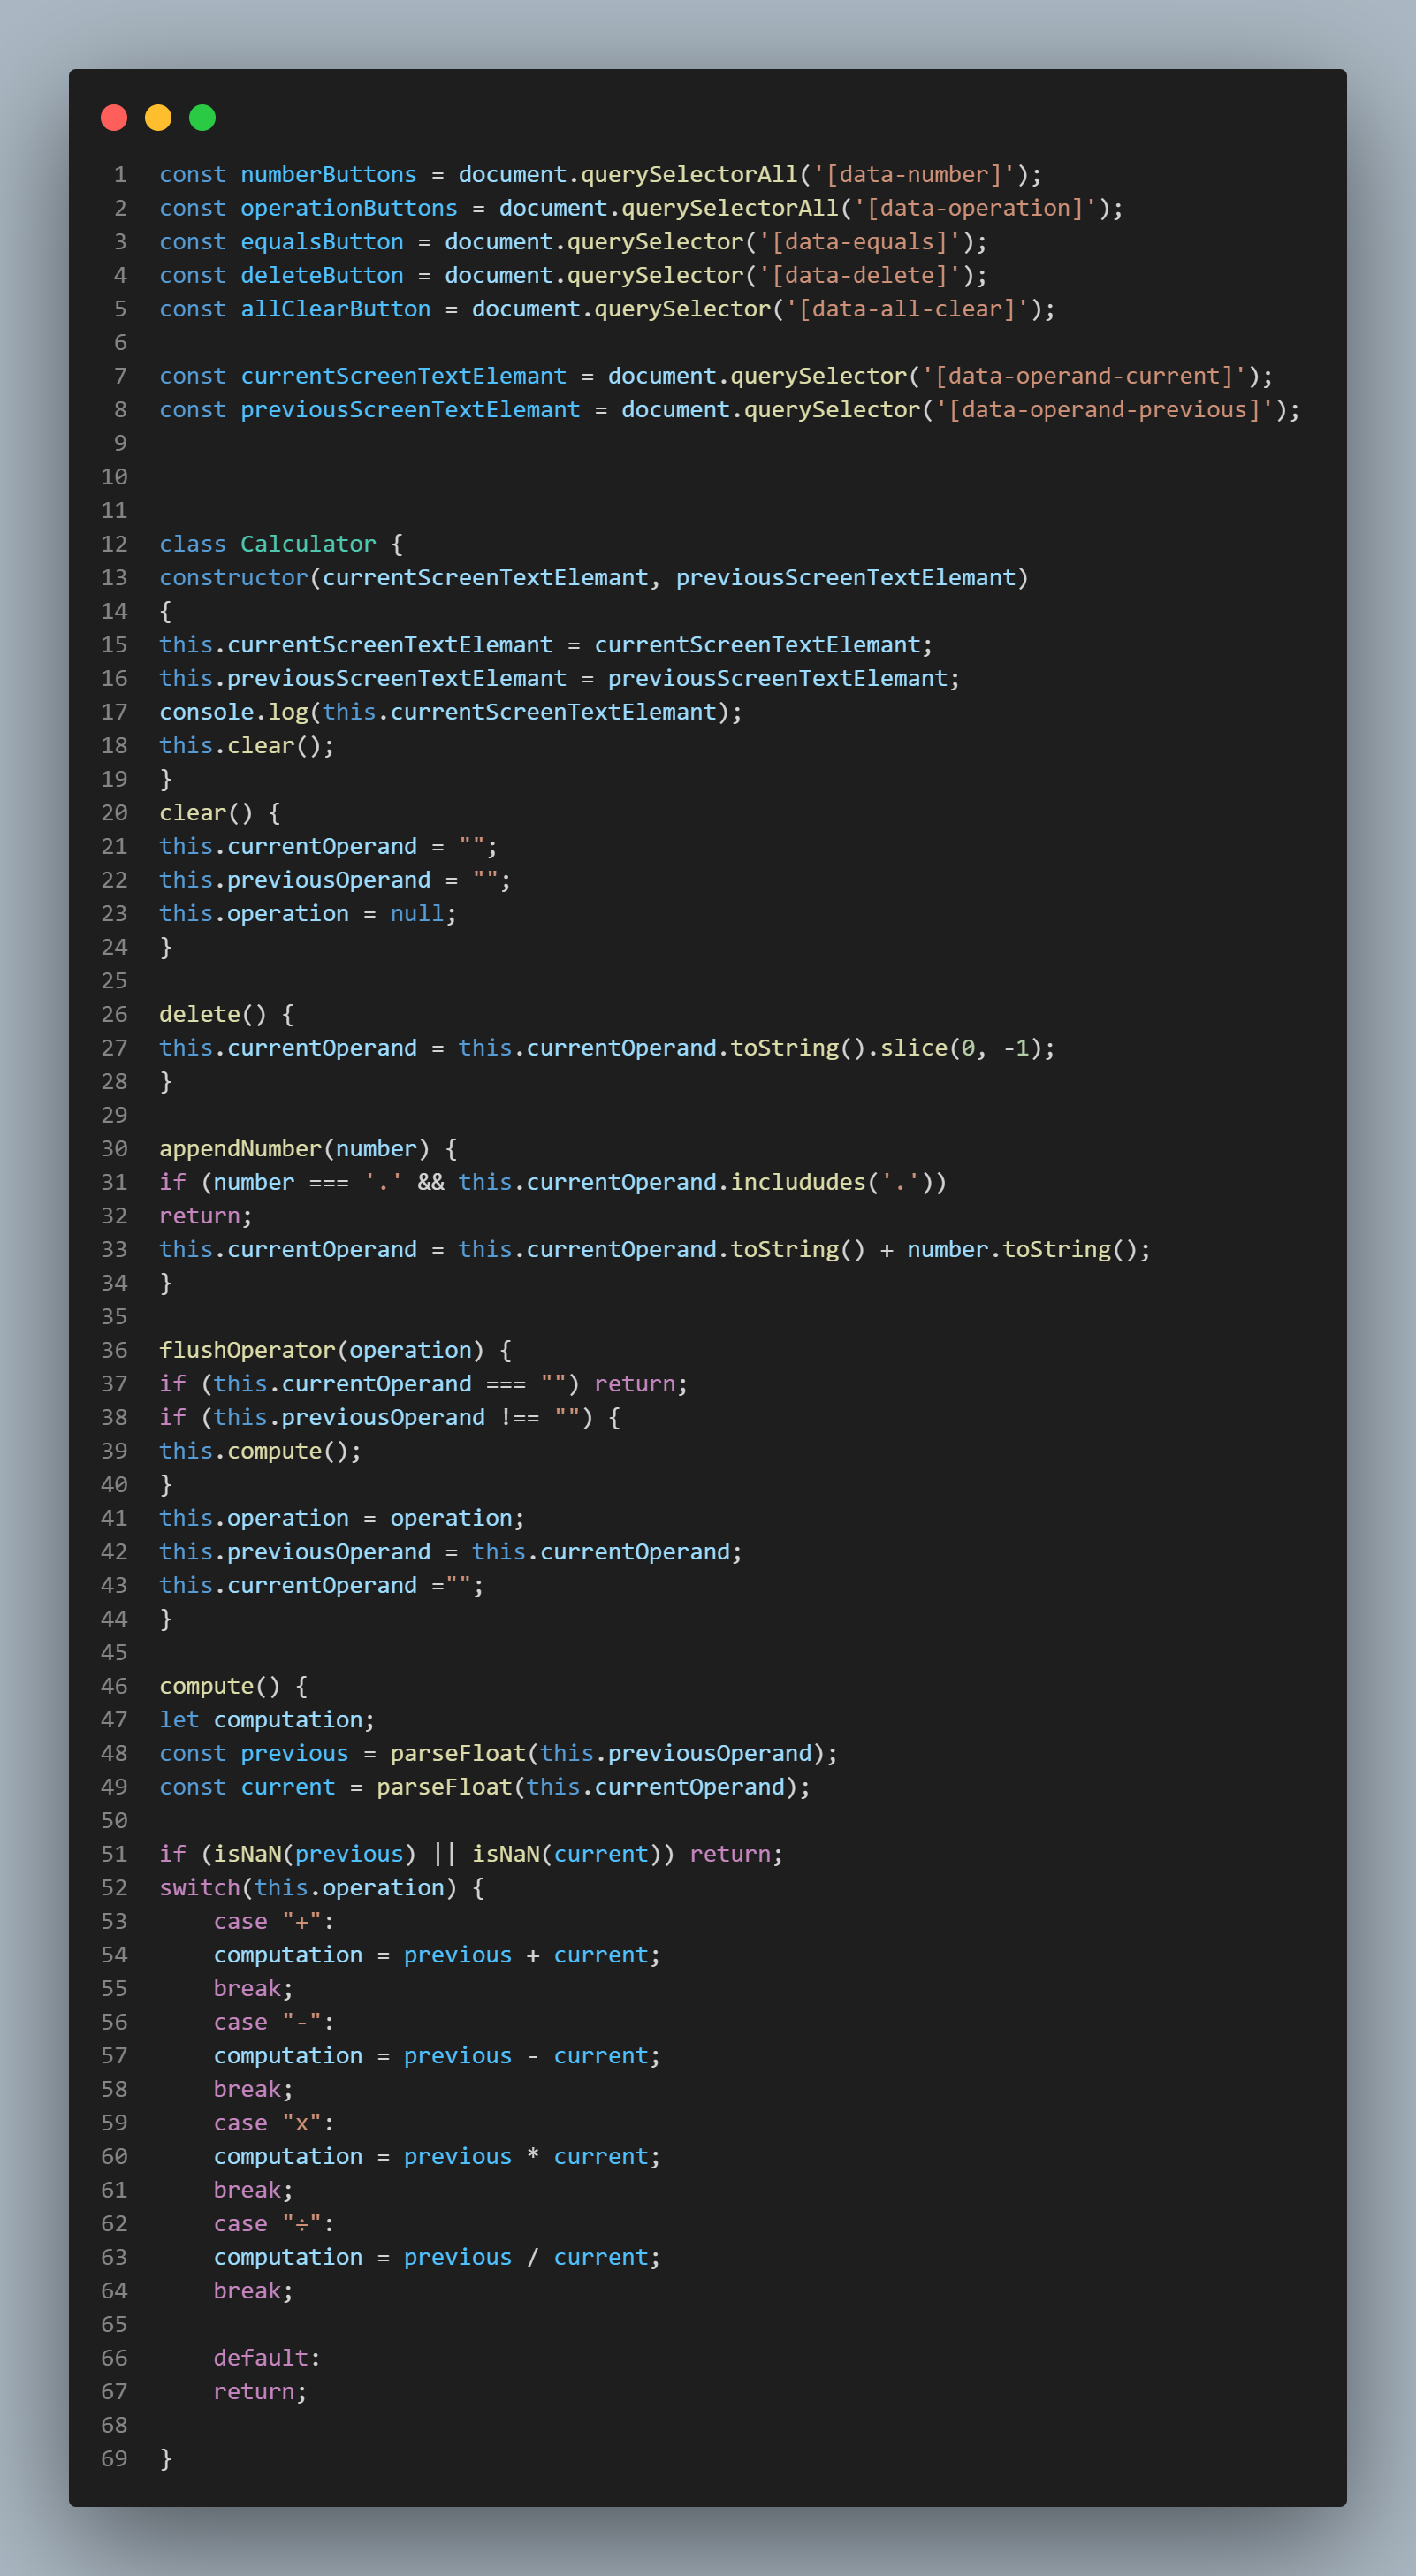 1 const numberButtons = document.querySelectorAll('[data-number]');
2 const operationButtons = document.querySelectorAll('[data-operation]');
3 const equalsButton = document.querySelector('[data-equals]');
4 const deleteButton = document.querySelector('[data-delete]');
5 const allClearButton = document.querySelector('[data-all-clear]');
6
7 const currentScreenTextElemant = document.querySelector('[data-operand-current]');
8 const previousScreenTextElemant = document.querySelector('[data-operand-previous]');
9
10
11
12 class Calculator {
13 constructor(currentScreenTextElemant, previousScreenTextElemant)
14 {
15 this.currentScreenTextElemant = currentScreenTextElemant;
16 this.previousScreenTextElemant = previousScreenTextElemant;
17 console.log(this.currentScreenTextElemant);
18 this.clear();
19 }
20 clear() {
21 this.currentOperand = "";
22 this.previousOperand = "";
23 this.operation = null;
24 }
25
26 delete() {
27 this.currentOperand = this.currentOperand.toString().slice(0, -1);
28 }
29
30 appendNumber(number) {
31 if (number === '.' && this.currentOperand.includudes('.'))
32 return;
33 this.currentOperand = this.currentOperand.toString() + number.toString();
34 }
35
36 flushOperator(operation) {
37 if (this.currentOperand === "") return;
38 if (this.previousOperand !== "") {
39 this.compute();
40 }
41 this.operation = operation;
42 this.previousOperand = this.currentOperand;
43 this.currentOperand ="";
44 }
45
46 compute() {
47 let computation;
48 const previous = parseFloat(this.previousOperand);
49 const current = parseFloat(this.currentOperand);
50
51 if (isNaN(previous) || isNaN(current)) return;
52 switch(this.operation) {
53     case "+":
54     computation = previous + current;
55     break;
56     case "-":
57     computation = previous - current;
58     break;
59     case "x":
60     computation = previous * current;
61     break;
62     case "÷":
63     computation = previous / current;
64     break;
65
66     default:
67     return;
68
69 }